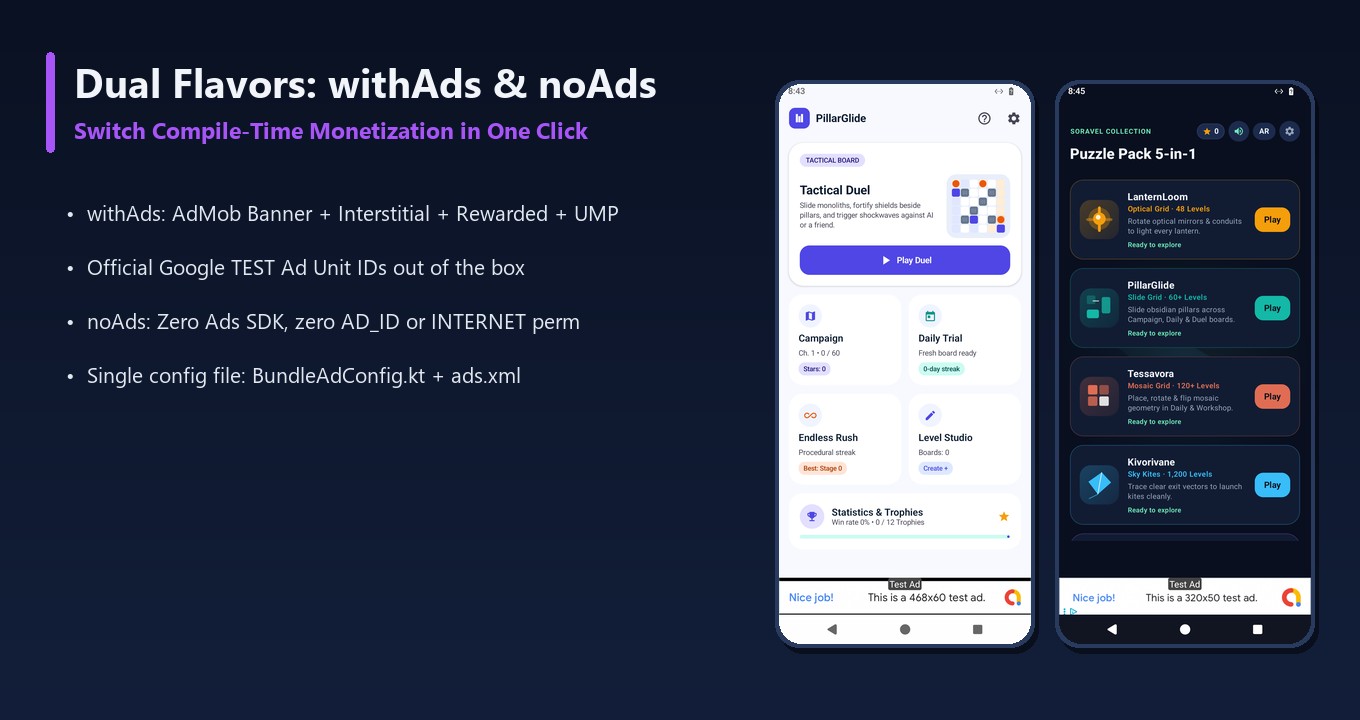 Dual Flavors: withAds & noAds
Switch Compile-Time Monetization in One Click
• withAds: AdMob Banner + Interstitial + Rewarded + UMP
• Official Google TEST Ad Unit IDs out of the box
• noAds: Zero Ads SDK, zero AD_ID or INTERNET perm
• Single config file: BundleAdConfig.kt + ads.xml
8:43
PillarGlide
TACTICAL BOARD
Tactical Duel
Slide monoliths, fortify shields beside
pillars, and trigger shockwaves against AI
or a friend.
Play Duel
Campaign
Ch. 1 • 0 / 60
Stars: 0
Daily Trial
Fresh board ready
0-day streak
Endless Rush
Procedural streak
Best: Stage 0
Level Studio
Boards: 0
Create +
Statistics & Trophies
Win rate 0% • 0 / 12 Trophies
Test Ad
Nice job!
This is a 468x60 test ad.
8:45
SORAVEL COLLECTION
0
AR
Puzzle Pack 5-in-1
LanternLoom
Optical Grid · 48 Levels
Rotate optical mirrors & conduits
to light every lantern.
Ready to explore
Play
PillarGlide
Slide Grid · 60+ Levels
Slide obsidian pillars across
Campaign, Daily & Duel boards.
Ready to explore
Play
Tessavora
Mosaic Grid · 120+ Levels
Place, rotate & flip mosaic
geometry in Daily & Workshop.
Ready to explore
Play
Kivorivane
Sky Kites · 1,200 Levels
Trace clear exit vectors to launch
kites cleanly.
Ready to explore
Play
Test Ad
Nice job!
This is a 320x50 test ad.